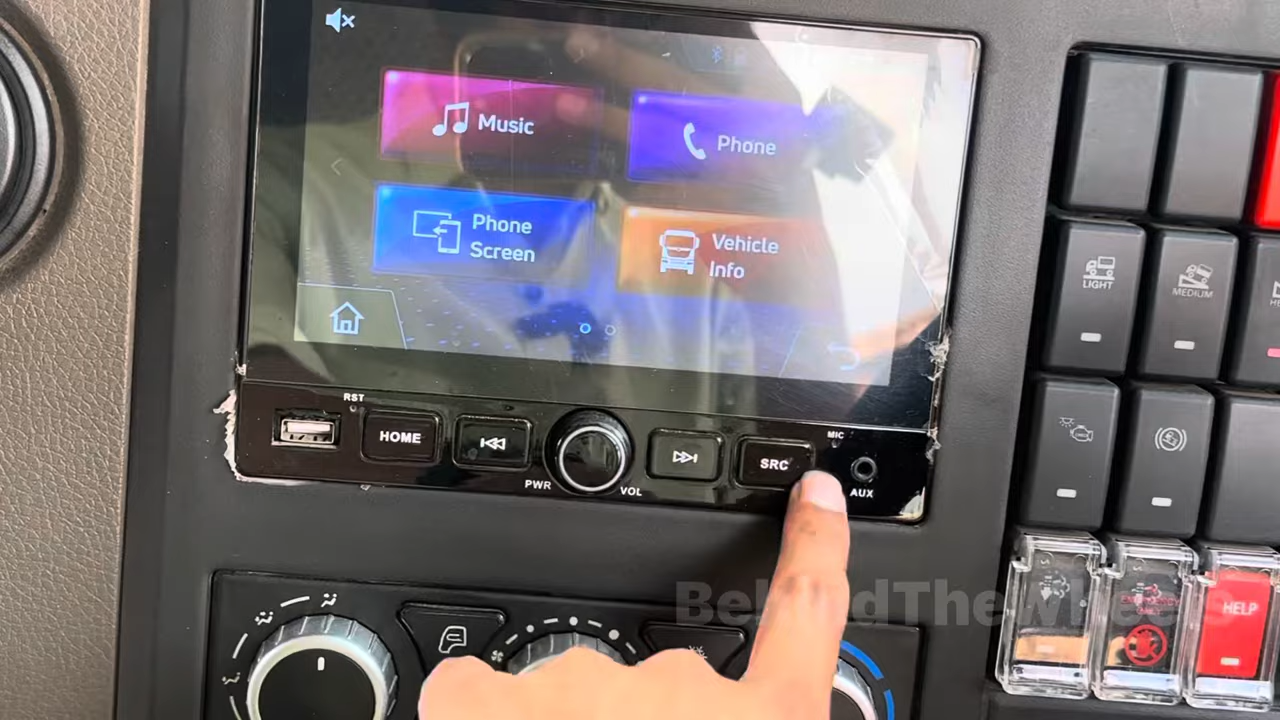 Music
Phone
Phone
Screen
Vehicle
Info
RST
HOME
SRC
MIC
AUX
PWR
VOL
LIGHT
MEDIUM
HELP
BehindTheWheels